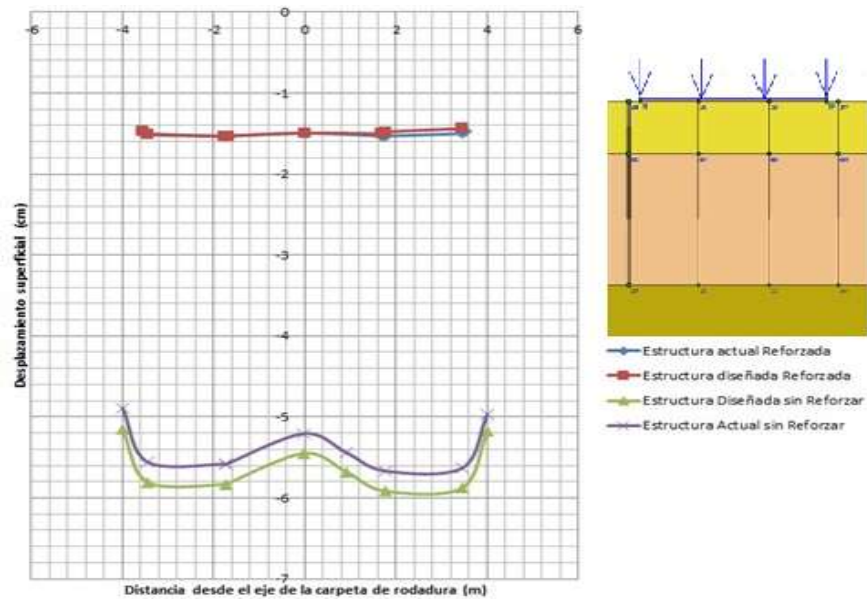 0
-6
-4
-2
0
2
4
6
-1
-2
-3
-4
-5
-6
-7
Desplazamiento superficial (cm)
Distancia desde el eje de la carpeta de rodadura (m)
Estructura actual Reforzada
Estructura diseñada Reforzada
Estructura Diseñada sin Reforzar
Estructura Actual sin Reforzar